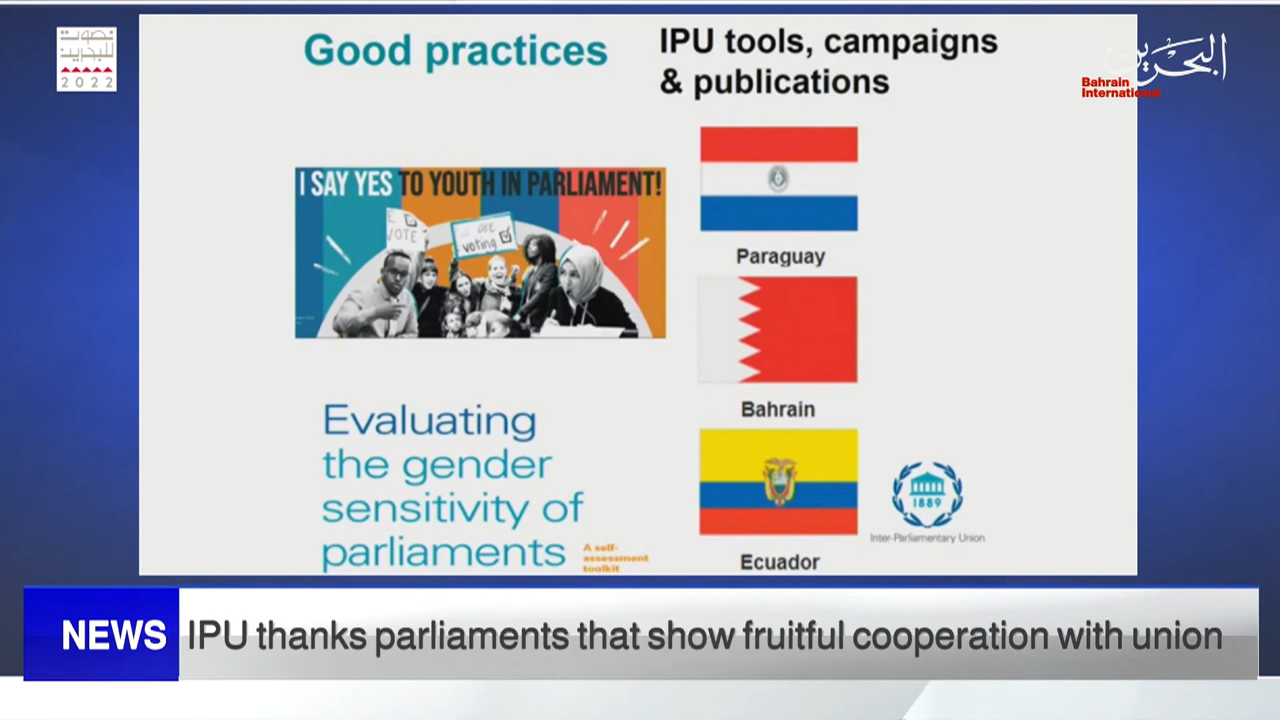 نصوت
للبحرين
2022
Good practices
IPU tools, campaigns
& publications
البحرين
Bahrain
International
I SAY YES TO YOUTH IN PARLIAMENT!
VOTE
are
voting
Paraguay
Bahrain
Evaluating
the gender
sensitivity of
parliaments
A self-
assessment
toolkit
1889
Inter-Parliamentary Union
Ecuador
NEWS
IPU thanks parliaments that show fruitful cooperation with union